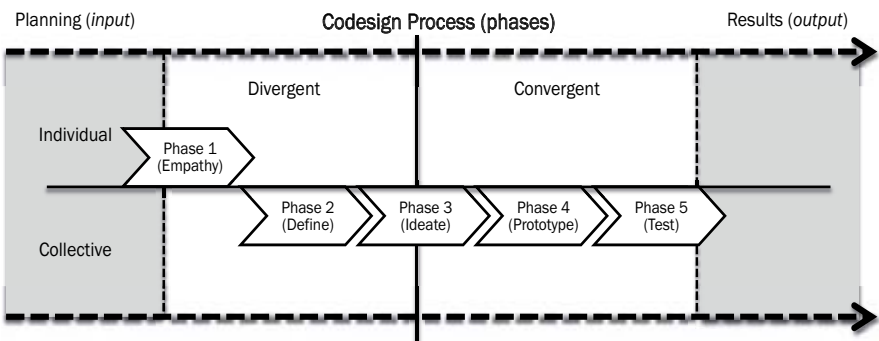 Planning (input)
Codesign Process (phases)
Results (output)
Divergent
Convergent
Individual
Phase 1
(Empathy)
Phase 2
(Define)
Phase 3
(Ideate)
Phase 4
(Prototype)
Phase 5
(Test)
Collective